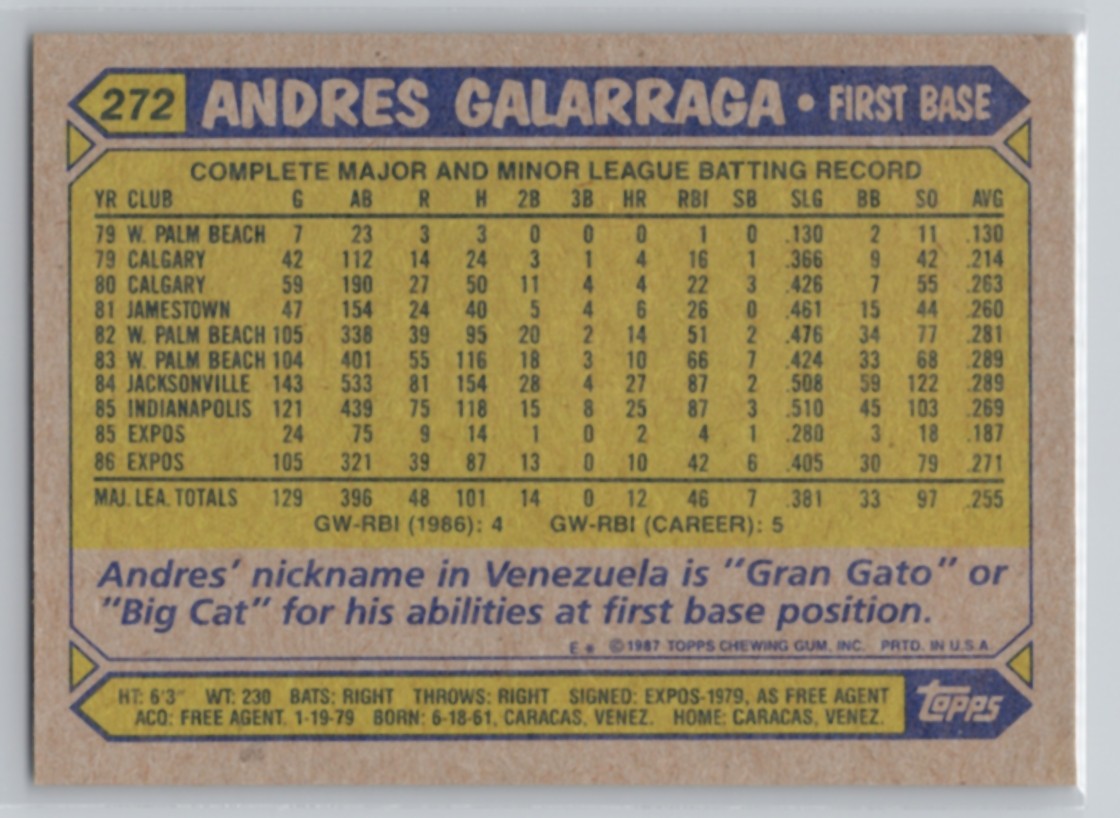 272 ANDRES GALARRAGA • FIRST BASE
COMPLETE MAJOR AND MINOR LEAGUE BATTING RECORD
YR CLUB G AB R H 2B 3B HR RBI SB SLG BB SO AVG
79 W. PALM BEACH 7 23 3 3 0 0 0 1 0 .130 2 11 .130
79 CALGARY 42 112 14 24 3 1 4 16 1 .366 9 42 .214
80 CALGARY 59 190 27 50 11 4 4 22 3 .426 7 55 .263
81 JAMESTOWN 47 154 24 40 5 4 6 26 0 .461 15 44 .260
82 W. PALM BEACH 105 338 39 95 20 2 14 51 2 .476 34 77 .281
83 W. PALM BEACH 104 401 55 116 18 3 10 66 7 .424 33 68 .289
84 JACKSONVILLE 143 533 81 154 28 4 27 87 2 .508 59 122 .289
85 INDIANAPOLIS 121 439 75 118 15 8 25 87 3 .510 45 103 .269
85 EXPOS 24 75 9 14 1 0 2 4 1 .280 3 18 .187
86 EXPOS 105 321 39 87 13 0 10 42 6 .405 30 79 .271
MAJ. LEA. TOTALS 129 396 48 101 14 0 12 46 7 .381 33 97 .255
GW-RBI (1986): 4 GW-RBI (CAREER): 5
Andres' nickname in Venezuela is "Gran Gato" or
"Big Cat" for his abilities at first base position.
E* ©1987 TOPPS CHEWING GUM, INC. PRTD. IN U.S.A.
HT: 6'3" WT: 230 BATS: RIGHT THROWS: RIGHT SIGNED: EXPOS-1979, AS FREE AGENT
ACQ: FREE AGENT, 1-19-79 BORN: 6-18-61, CARACAS, VENEZ. HOME: CARACAS, VENEZ.
topps